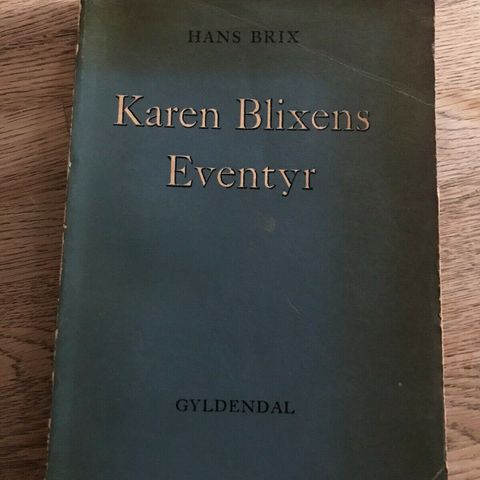 HANS BRIX
Karen Blixens
Eventyr
GYLDENDAL